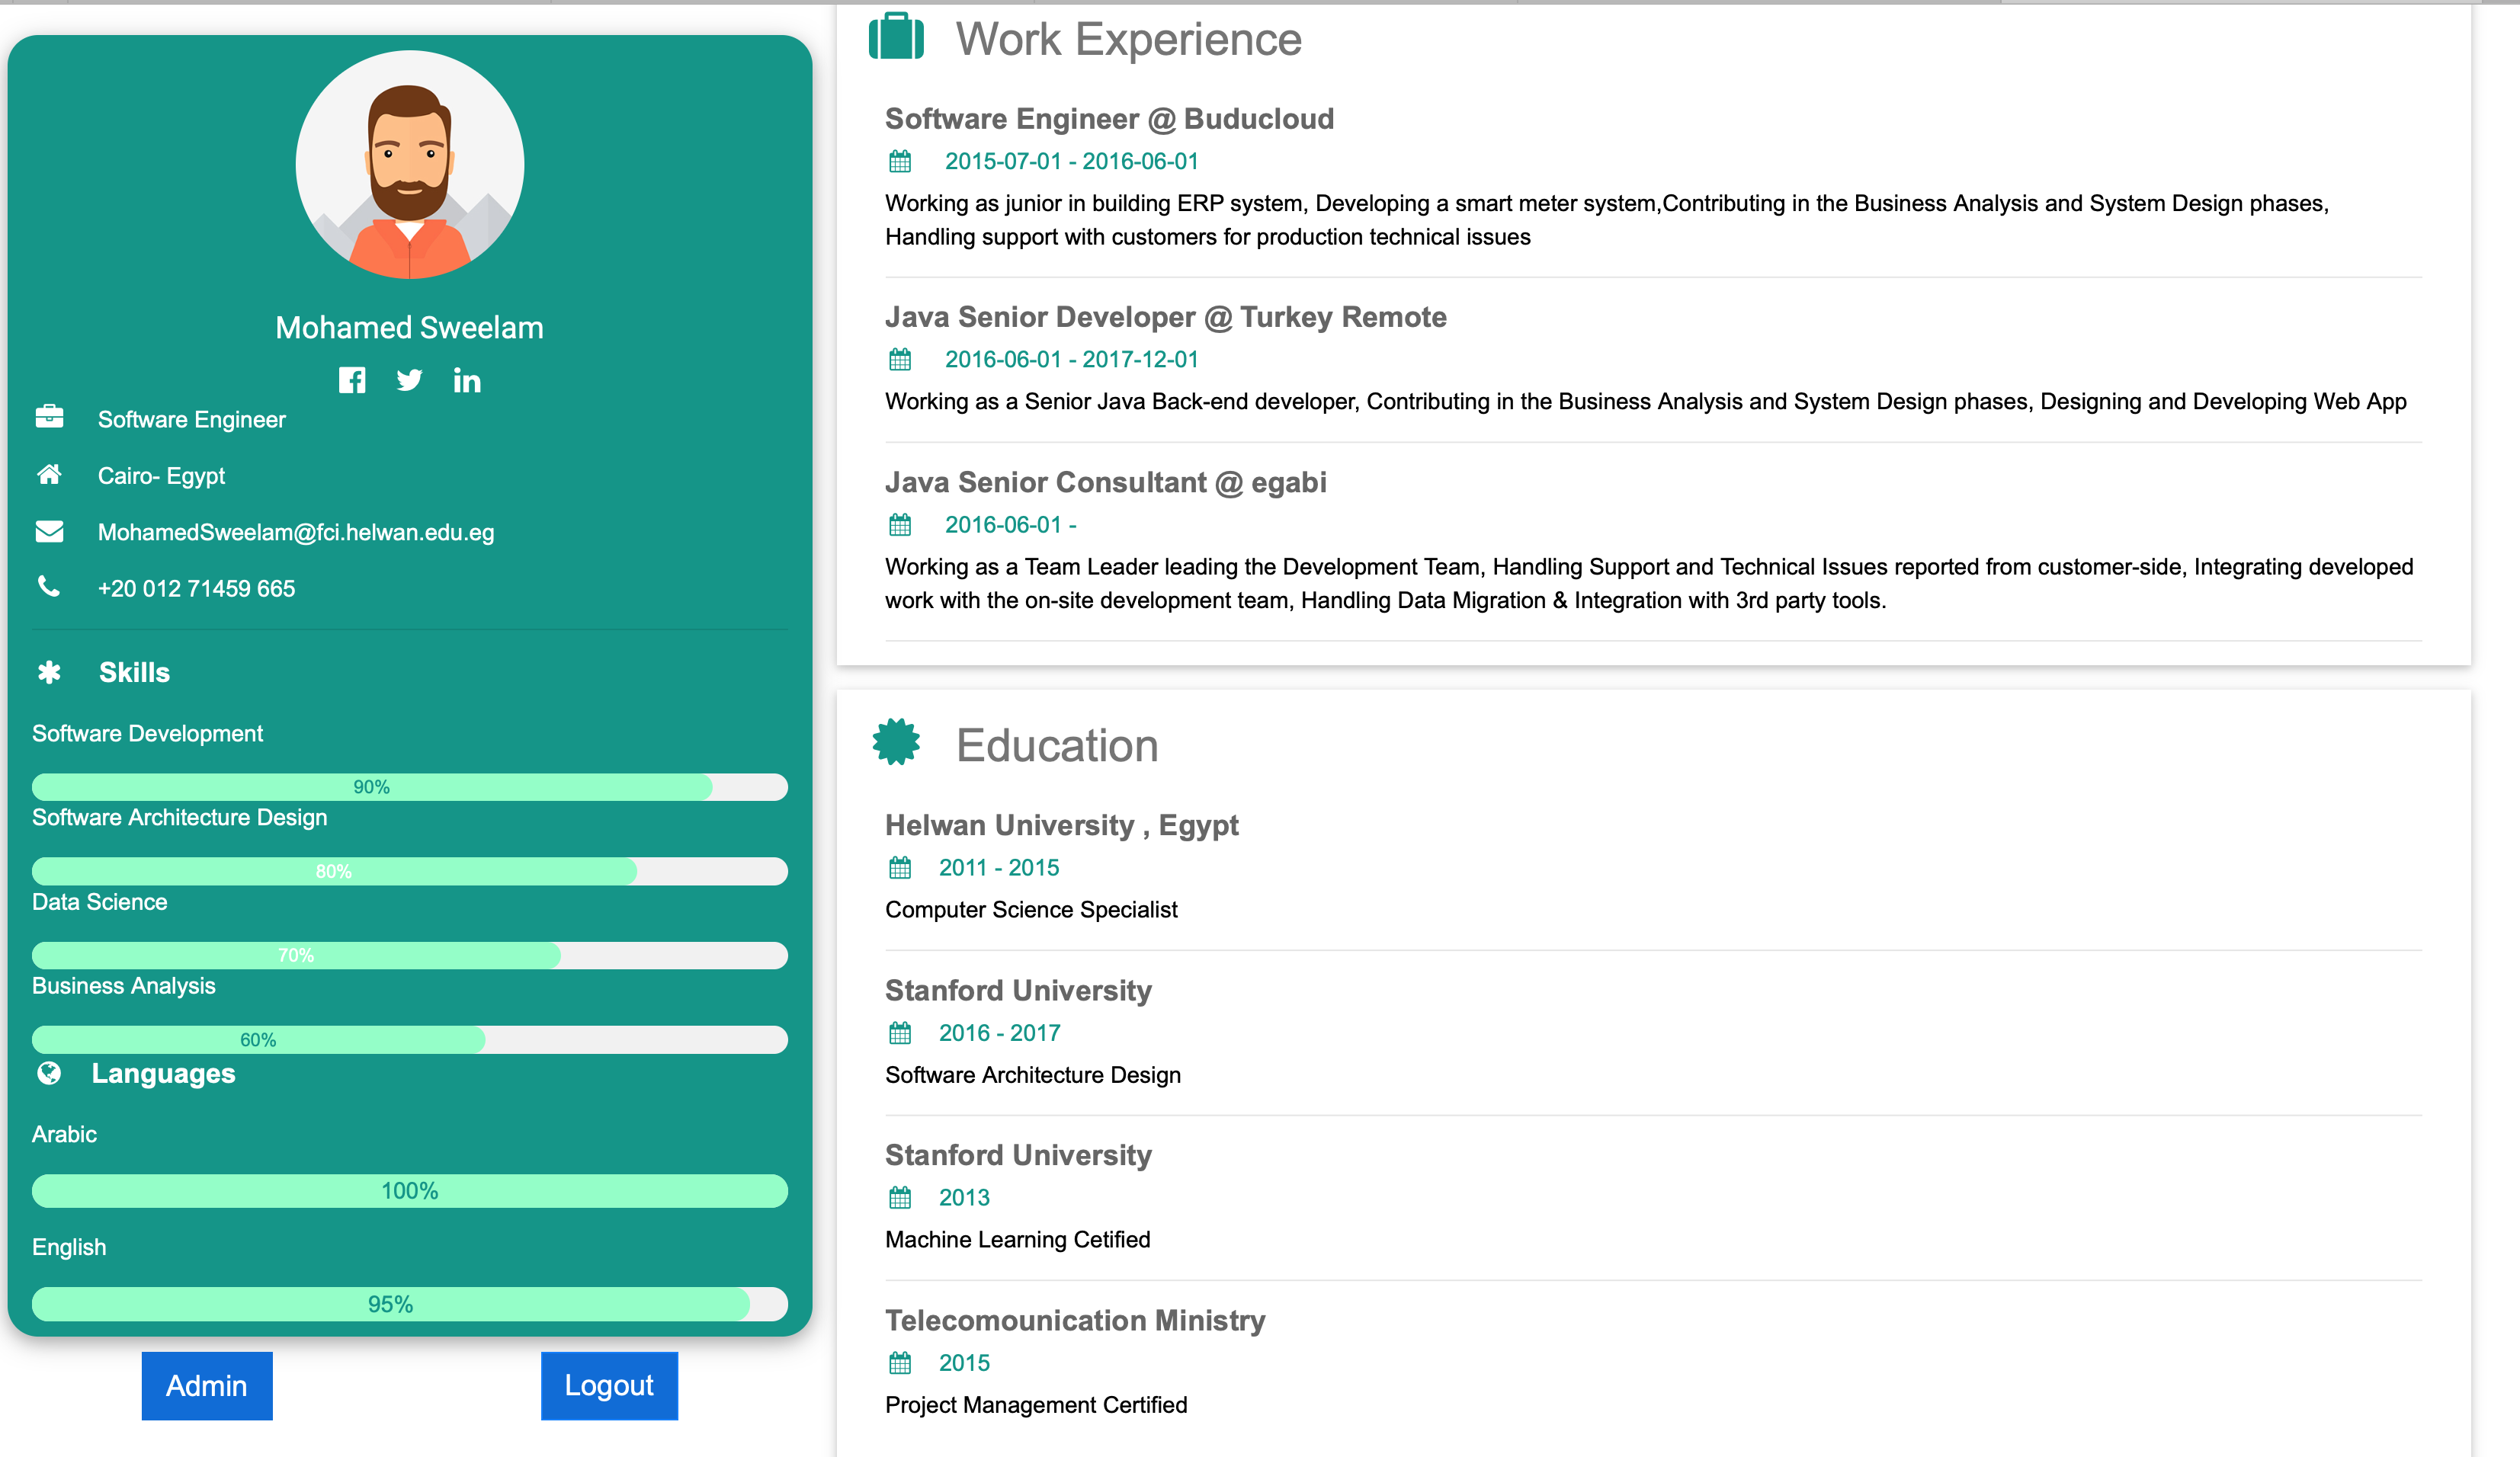 Mohamed Sweelam
Software Engineer
Cairo- Egypt
MohamedSweelam@fci.helwan.edu.eg
+20 012 71459 665
Skills
Software Development
90%
Software Architecture Design
80%
Data Science
70%
Business Analysis
60%
Languages
Arabic
100%
English
95%
Admin
Logout
Work Experience
Software Engineer @ Buducloud
2015-07-01 - 2016-06-01
Working as junior in building ERP system, Developing a smart meter system,Contributing in the Business Analysis and System Design phases,
Handling support with customers for production technical issues
Java Senior Developer @ Turkey Remote
2016-06-01 - 2017-12-01
Working as a Senior Java Back-end developer, Contributing in the Business Analysis and System Design phases, Designing and Developing Web App
Java Senior Consultant @ egabi
2016-06-01 -
Working as a Team Leader leading the Development Team, Handling Support and Technical Issues reported from customer-side, Integrating developed
work with the on-site development team, Handling Data Migration & Integration with 3rd party tools.
Education
Helwan University , Egypt
2011 - 2015
Computer Science Specialist
Stanford University
2016 - 2017
Software Architecture Design
Stanford University
2013
Machine Learning Cetified
Telecomounication Ministry
2015
Project Management Certified